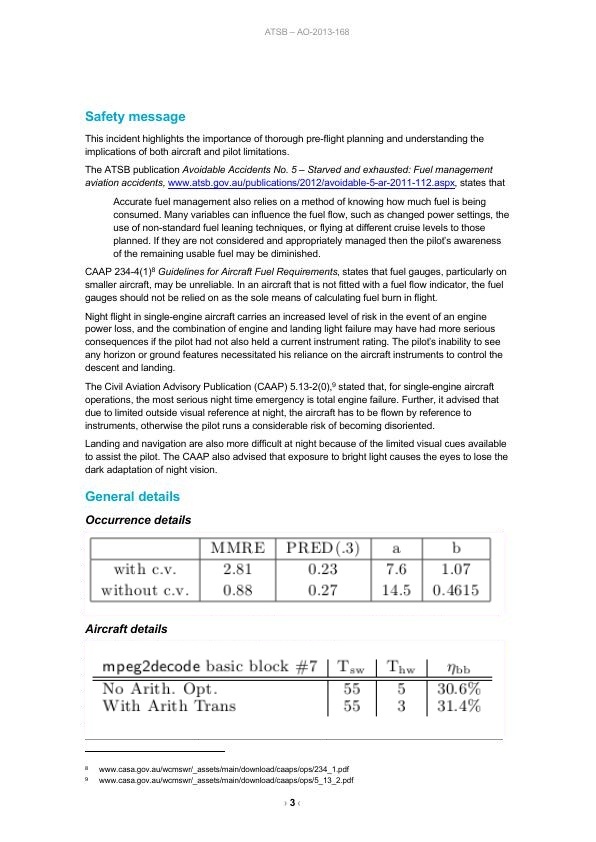 ATSB – AO-2013-168
Safety message
This incident highlights the importance of thorough pre-flight planning and understanding the
implications of both aircraft and pilot limitations.
The ATSB publication Avoidable Accidents No. 5 – Starved and exhausted: Fuel management
aviation accidents, www.atsb.gov.au/publications/2012/avoidable-5-ar-2011-112.aspx, states that
Accurate fuel management also relies on a method of knowing how much fuel is being
consumed. Many variables can influence the fuel flow, such as changed power settings, the
use of non-standard fuel leaning techniques, or flying at different cruise levels to those
planned. If they are not considered and appropriately managed then the pilot's awareness
of the remaining usable fuel may be diminished.
CAAP 234-4(1)⁸ Guidelines for Aircraft Fuel Requirements, states that fuel gauges, particularly on
smaller aircraft, may be unreliable. In an aircraft that is not fitted with a fuel flow indicator, the fuel
gauges should not be relied on as the sole means of calculating fuel burn in flight.
Night flight in single-engine aircraft carries an increased level of risk in the event of an engine
power loss, and the combination of engine and landing light failure may have had more serious
consequences if the pilot had not also held a current instrument rating. The pilot's inability to see
any horizon or ground features necessitated his reliance on the aircraft instruments to control the
descent and landing.
The Civil Aviation Advisory Publication (CAAP) 5.13-2(0),⁹ stated that, for single-engine aircraft
operations, the most serious night time emergency is total engine failure. Further, it advised that
due to limited outside visual reference at night, the aircraft has to be flown by reference to
instruments, otherwise the pilot runs a considerable risk of becoming disoriented.
Landing and navigation are also more difficult at night because of the limited visual cues available
to assist the pilot. The CAAP also advised that exposure to bright light causes the eyes to lose the
dark adaptation of night vision.
General details
Occurrence details
MMRE PRED(.3) a b
with c.v. 2.81 0.23 7.6 1.07
without c.v. 0.88 0.27 14.5 0.4615
Aircraft details
mpeg2decode basic block #7 T_sw T_hw η_bb
No Arith. Opt. 55 5 30.6%
With Arith Trans 55 3 31.4%
⁸ www.casa.gov.au/wcmswr/_assets/main/download/caaps/ops/234_1.pdf
⁹ www.casa.gov.au/wcmswr/_assets/main/download/caaps/ops/5_13_2.pdf
› 3 ‹